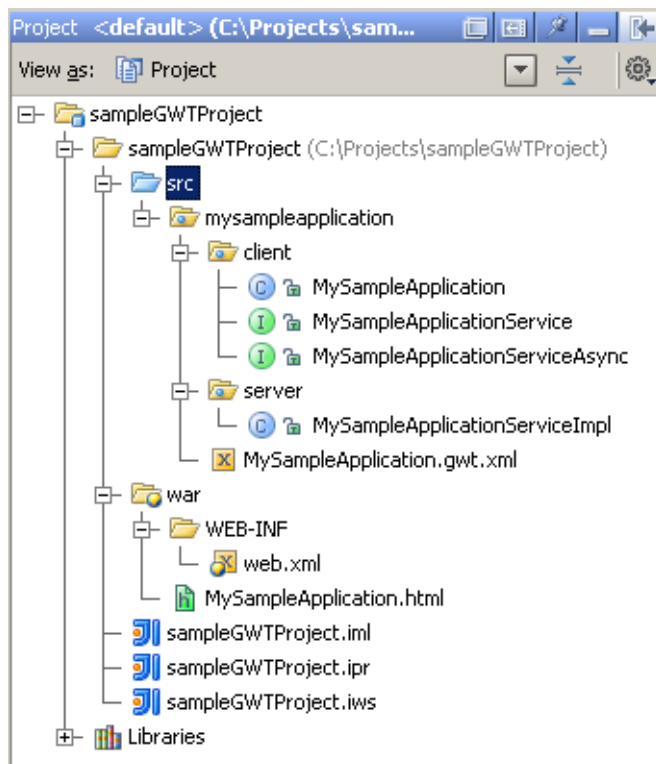 Project <default> (C:\Projects\sam...
View as: Project
sampleGWTProject
sampleGWTProject (C:\Projects\sampleGWTProject)
src
mysampleapplication
client
C MySampleApplication
I MySampleApplicationService
I MySampleApplicationServiceAsync
server
C MySampleApplicationServiceImpl
MySampleApplication.gwt.xml
war
WEB-INF
web.xml
h MySampleApplication.html
sampleGWTProject.iml
sampleGWTProject.ipr
sampleGWTProject.iws
Libraries